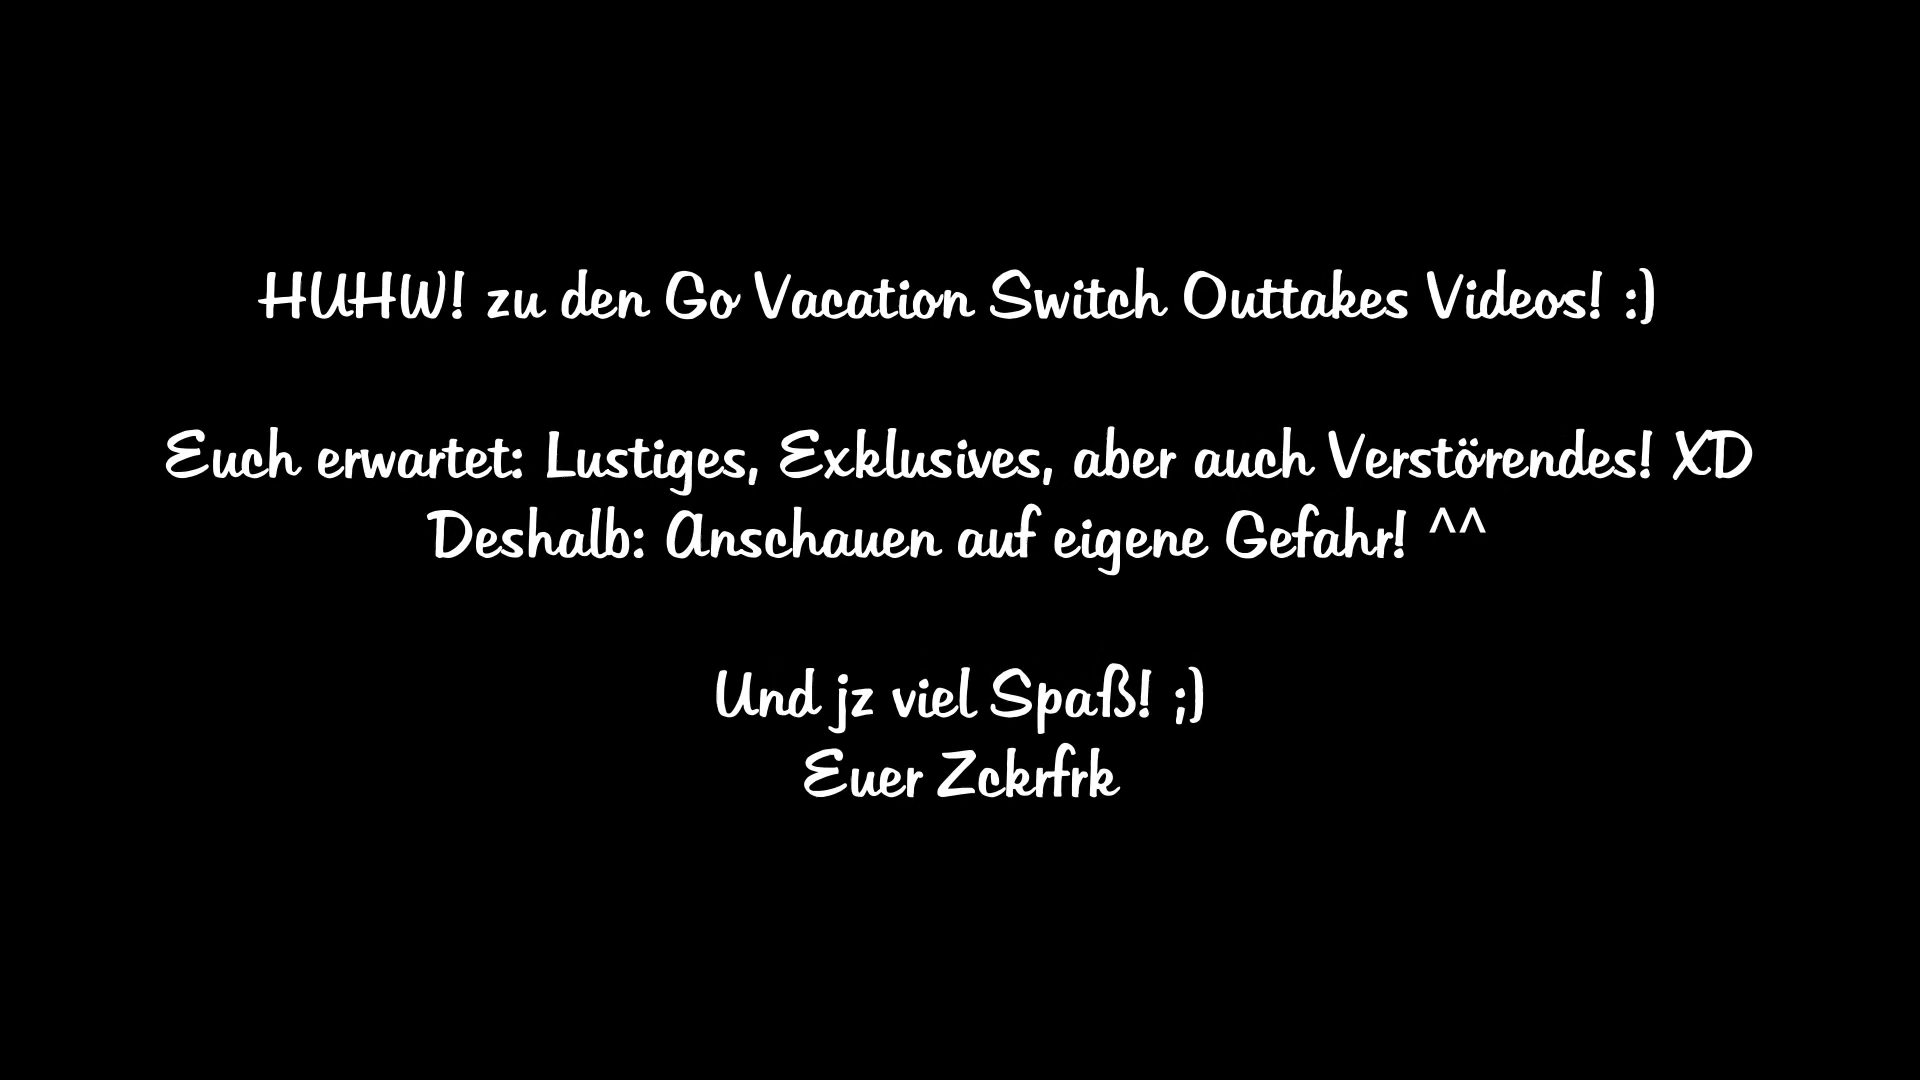 HUHW! zu den Go Vacation Switch Outtakes Videos! :)
Euch erwartet: Lustiges, Exklusives, aber auch Verstörendes! XD
Deshalb: Anschauen auf eigene Gefahr! ^^
Und jz viel Spaß! ;)
Euer Zckrfrk